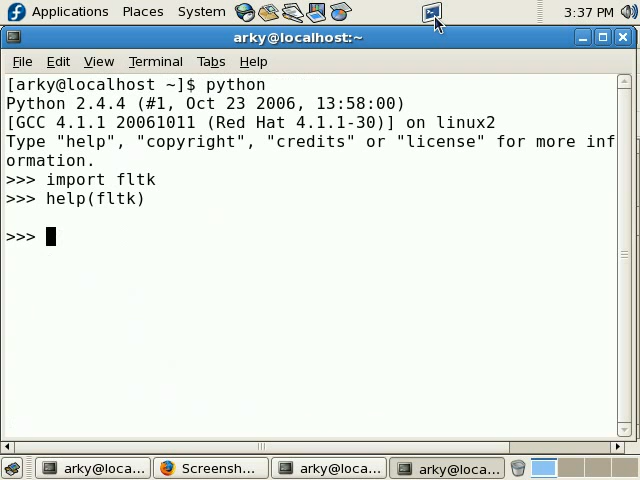 Applications Places System 3:37 PM
arky@localhost:~
File Edit View Terminal Tabs Help
[arky@localhost ~]$ python
Python 2.4.4 (#1, Oct 23 2006, 13:58:00)
[GCC 4.1.1 20061011 (Red Hat 4.1.1-30)] on linux2
Type "help", "copyright", "credits" or "license" for more inf
ormation.
>>> import fltk
>>> help(fltk)
>>>
arky@loca... Screensh... arky@loca... arky@loca...